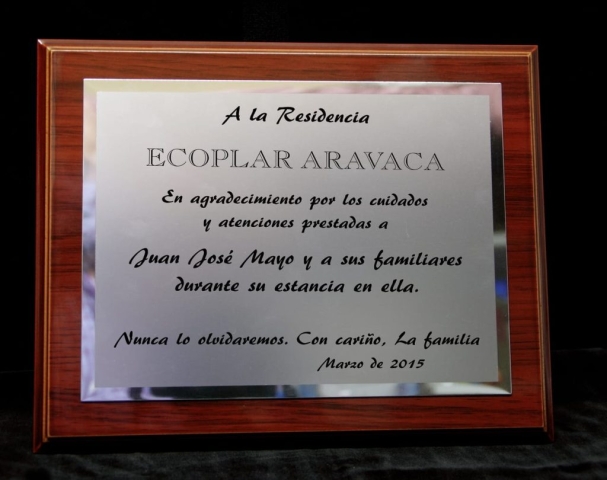 A la Residencia
ECOPLAR ARAVACA
En agradecimiento por los cuidados
y atenciones prestadas a
Juan José Mayo y a sus familiares
durante su estancia en ella.
Nunca lo olvidaremos. Con cariño, La familia
Marzo de 2015